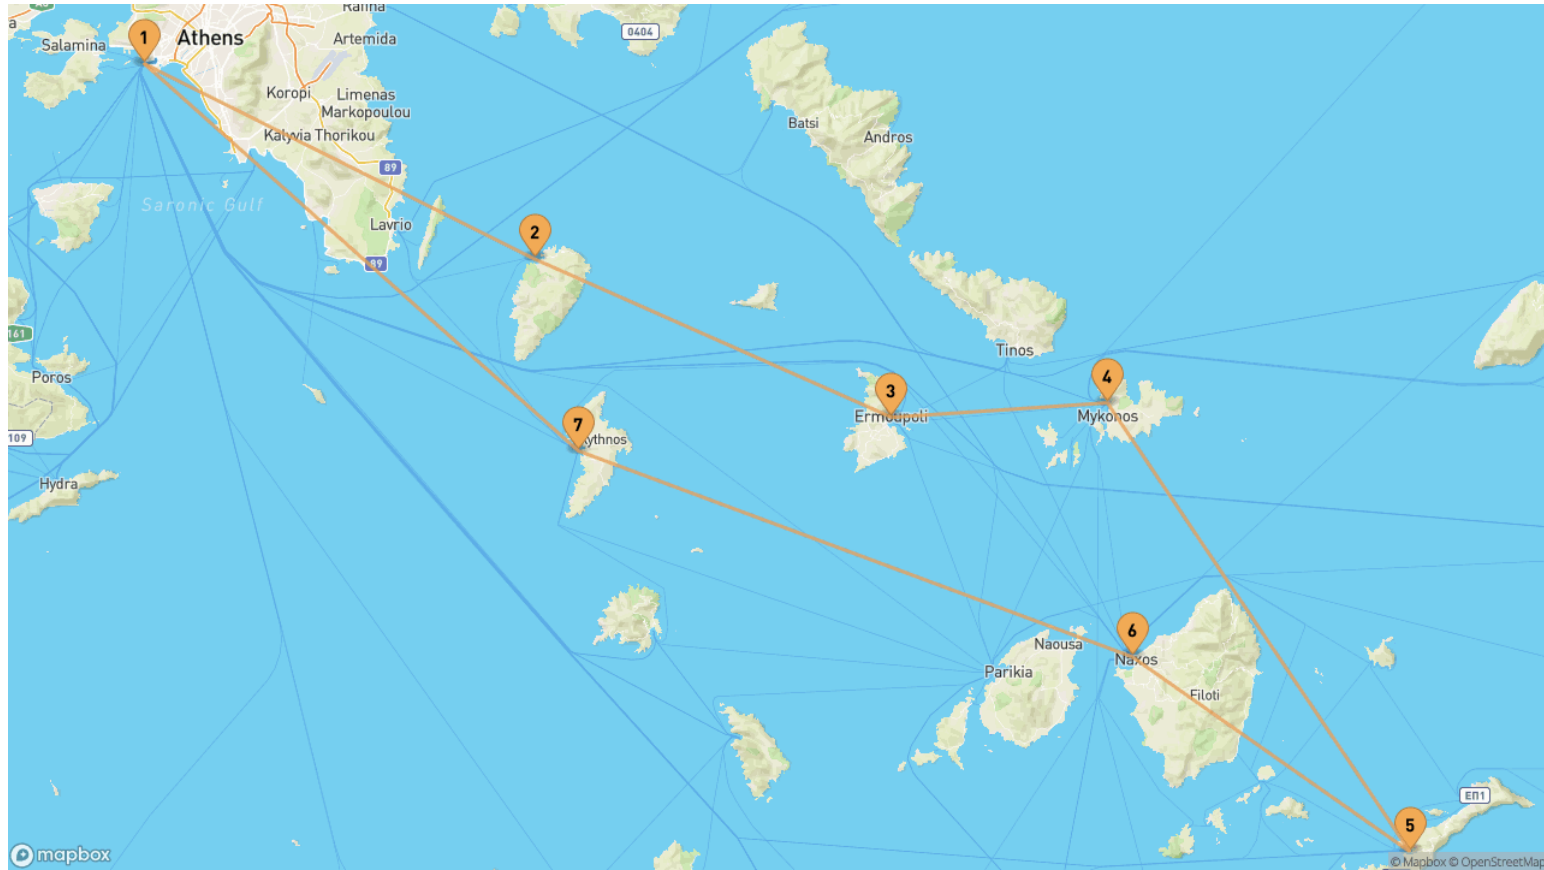 Rafina
0404
Salamina
1
Athens
Artemida
Koropi
Limenas
Markopoulou
Batsi
Kalyvia Thorikou
Andros
89
Saronic Gulf
Lavrio
2
89
161
Tinos
Poros
4
3
Ermoupoli
Mykonos
7
Kythnos
109
Hydra
6
Naousa
Naxos
Parikia
Filoti
ΕΠ1
5
mapbox
© Mapbox © OpenStreetMap